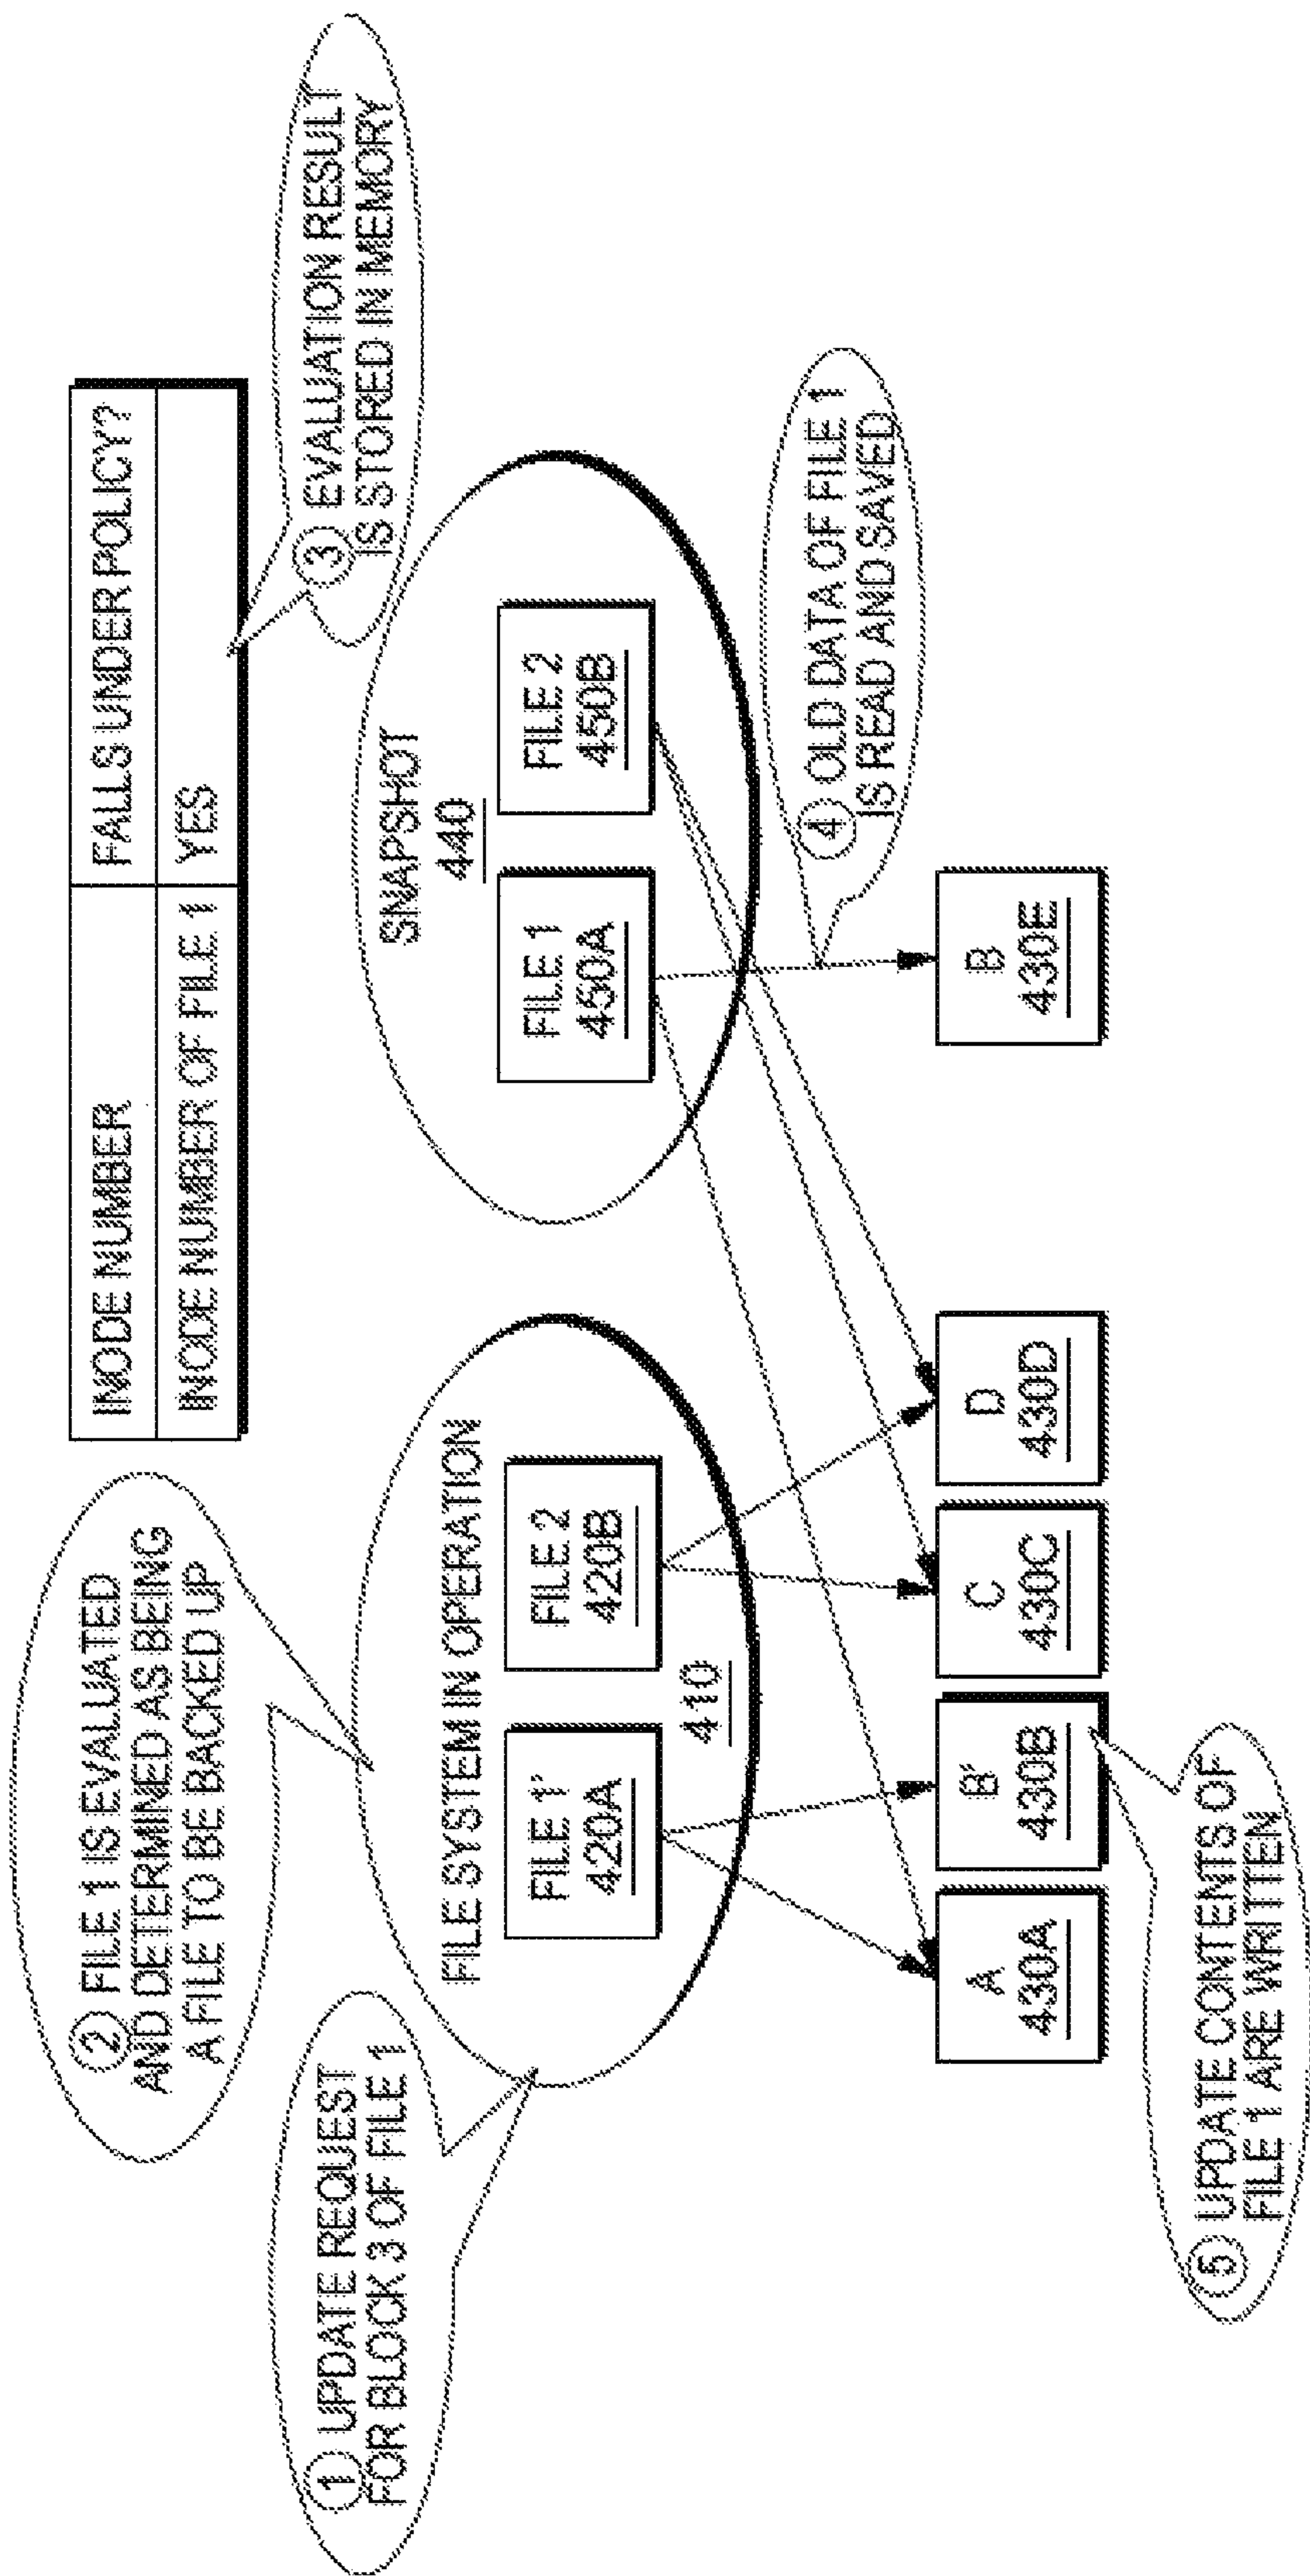 ② FILE 1 IS EVALUATED
AND DETERMINED AS BEING
A FILE TO BE BACKED UP
INODE NUMBER
FALLS UNDER POLICY?
INODE NUMBER OF FILE 1
YES
① UPDATE REQUEST
FOR BLOCK 3 OF FILE 1
③ EVALUATION RESULT
IS STORED IN MEMORY
FILE SYSTEM IN OPERATION
FILE 1'
420A
FILE 2
420B
410
SNAPSHOT
440
FILE 1
450A
FILE 2
450B
④ OLD DATA OF FILE 1
IS READ AND SAVED
A
430A
B'
430B
C
430C
D
430D
B
430E
⑤ UPDATE CONTENTS OF
FILE 1 ARE WRITTEN